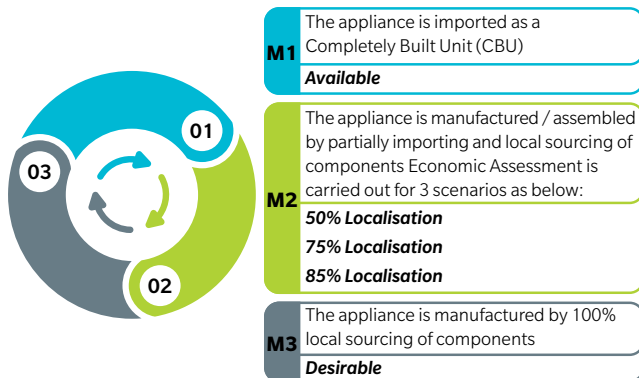 01
02
03
M1
The appliance is imported as a
Completely Built Unit (CBU)
Available
M2
The appliance is manufactured / assembled
by partially importing and local sourcing of
components Economic Assessment is
carried out for 3 scenarios as below:
50% Localisation
75% Localisation
85% Localisation
M3
The appliance is manufactured by 100%
local sourcing of components
Desirable